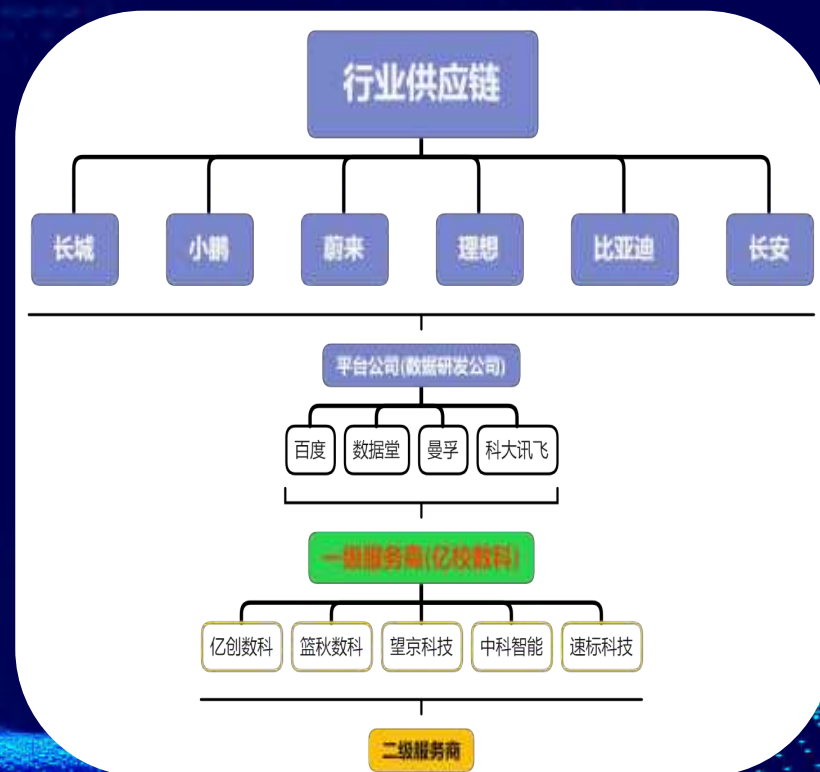 行业供应链
长城
小鹏
蔚来
理想
比亚迪
长安
平台公司(数据研发公司)
百度
数据堂
曼孚
科大讯飞
一级服务商(亿校数科)
亿创数科
篮秋数科
望京科技
中科智能
速标科技
二级服务商